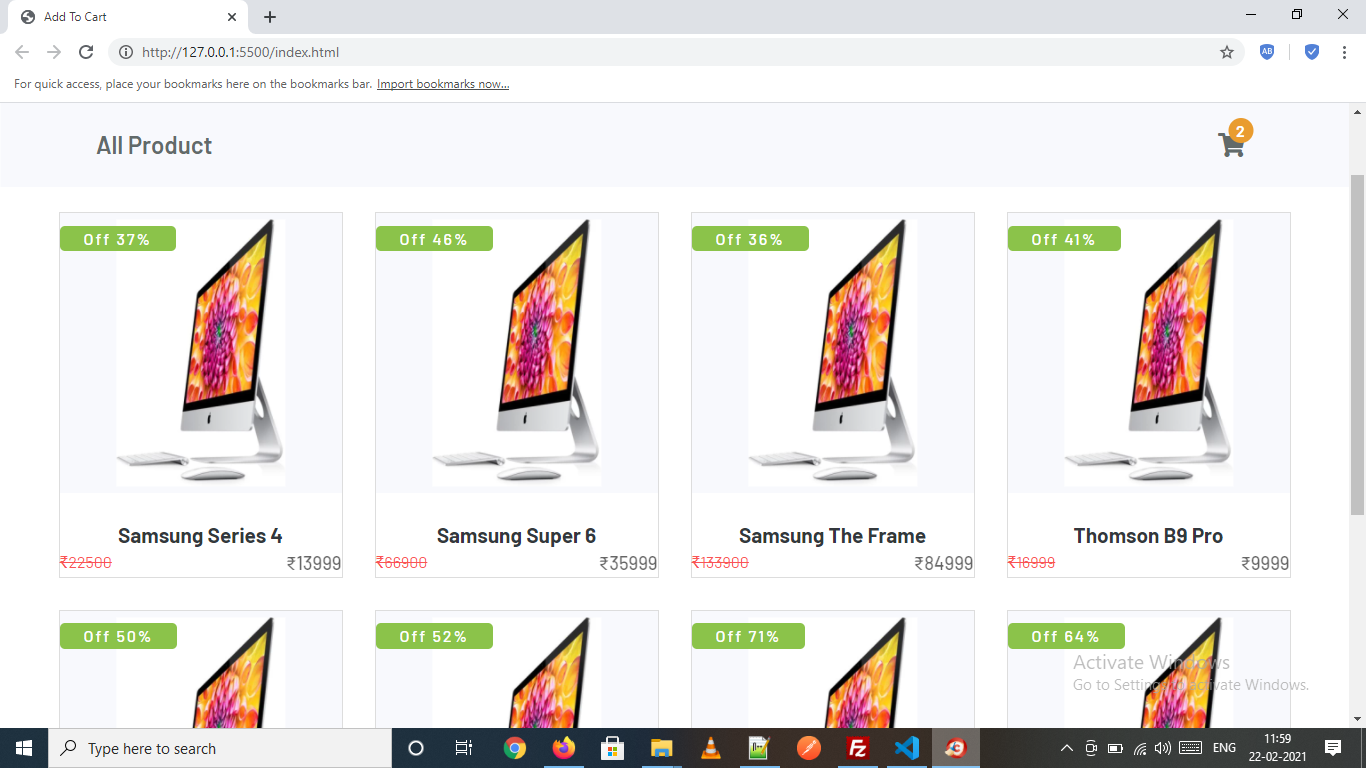 Add To Cart
http://127.0.0.1:5500/index.html
AB
For quick access, place your bookmarks here on the bookmarks bar. Import bookmarks now...
All Product
2
Off 37%
Off 46%
Off 36%
Off 41%
Samsung Series 4
Samsung Super 6
Samsung The Frame
Thomson B9 Pro
₹22500 ₹13999
₹66900 ₹35999
₹133900 ₹84999
₹16999 ₹9999
Off 50%
Off 52%
Off 71%
Off 64%
Activate Windows
Go to Settings to activate Windows.
Type here to search
ENG
11:59
22-02-2021